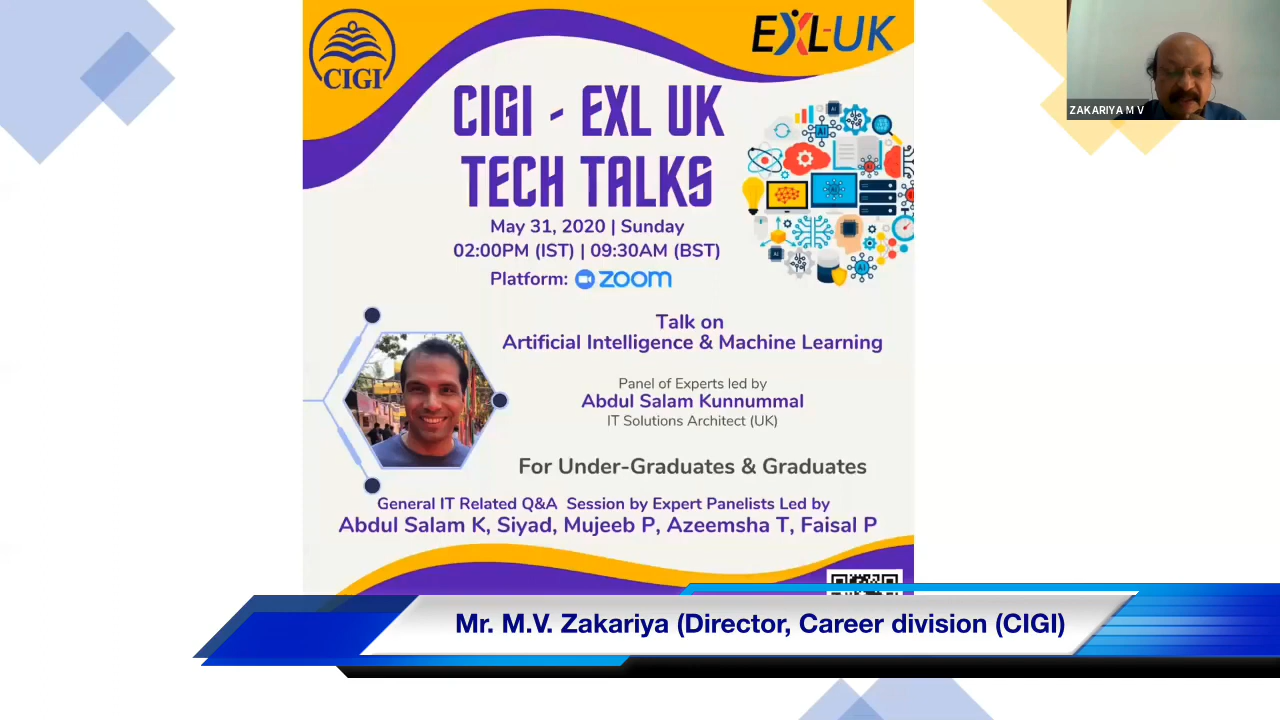 CIGI
EXL-UK
ZAKARIYA M V
CIGI - EXL UK
TECH TALKS
May 31, 2020 | Sunday
02:00PM (IST) | 09:30AM (BST)
Platform: zoom
Talk on
Artificial Intelligence & Machine Learning
Panel of Experts led by
Abdul Salam Kunnummal
IT Solutions Architect (UK)
For Under-Graduates & Graduates
General IT Related Q&A Session by Expert Panelists Led by
Abdul Salam K, Siyad, Mujeeb P, Azeemsha T, Faisal P
Mr. M.V. Zakariya (Director, Career division (CIGI)